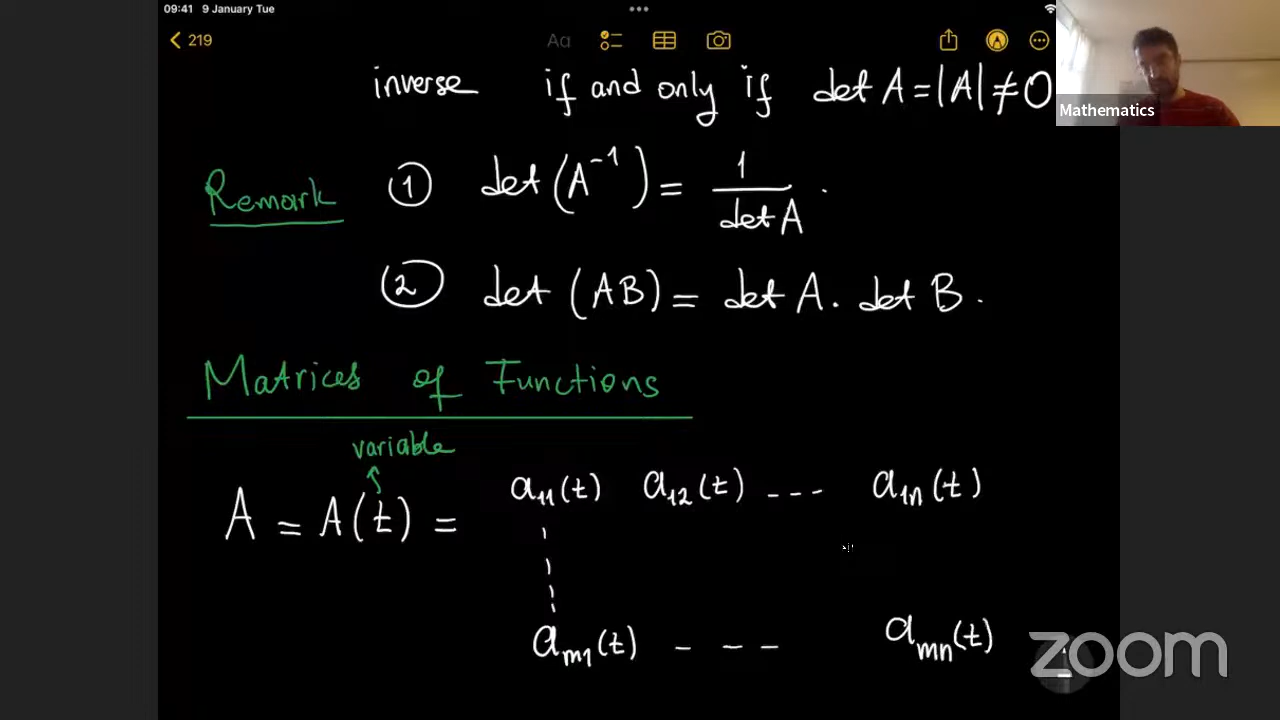 09:41 9 January Tue
219
Aa
inverse if and only if det A = |A| ≠ 0
Mathematics
Remark ① det (A⁻¹) = 1/det A .
② det (AB) = det A . det B .
Matrices of Functions
variable
A = A(t) = a₁₁(t) a₁₂(t) --- a₁ₙ(t)
aₘ₁(t) - - - aₘₙ(t)
zoom